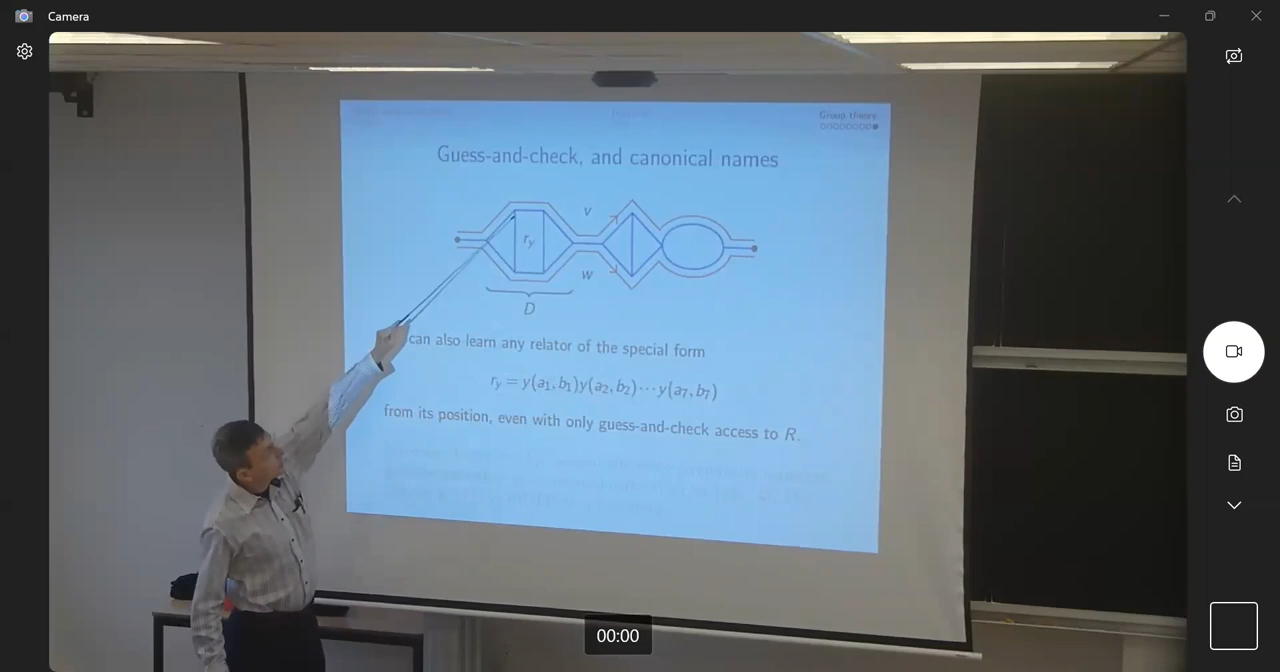 Camera
Group theory
Guess-and-check, and canonical names
v
r_y
w
D
can also learn any relator of the special form
r_y = y(a_1, b_1)y(a_2, b_2)⋯y(a_7, b_7)
from its position, even with only guess-and-check access to R.
00:00